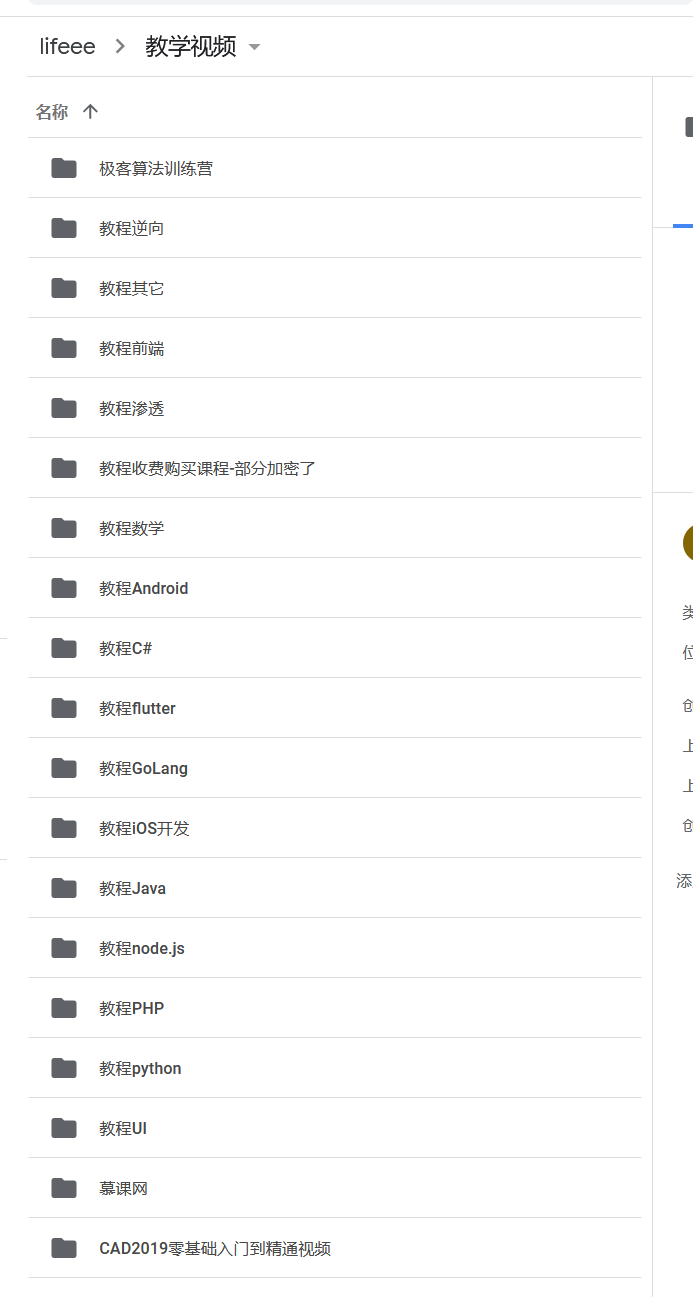 lifeee > 教学视频
名称
极客算法训练营
教程逆向
教程其它
教程前端
教程渗透
教程收费购买课程-部分加密了
教程数学
教程Android
教程C#
教程flutter
教程GoLang
教程iOS开发
教程Java
教程node.js
教程PHP
教程python
教程UI
慕课网
CAD2019零基础入门到精通视频
上
上
添